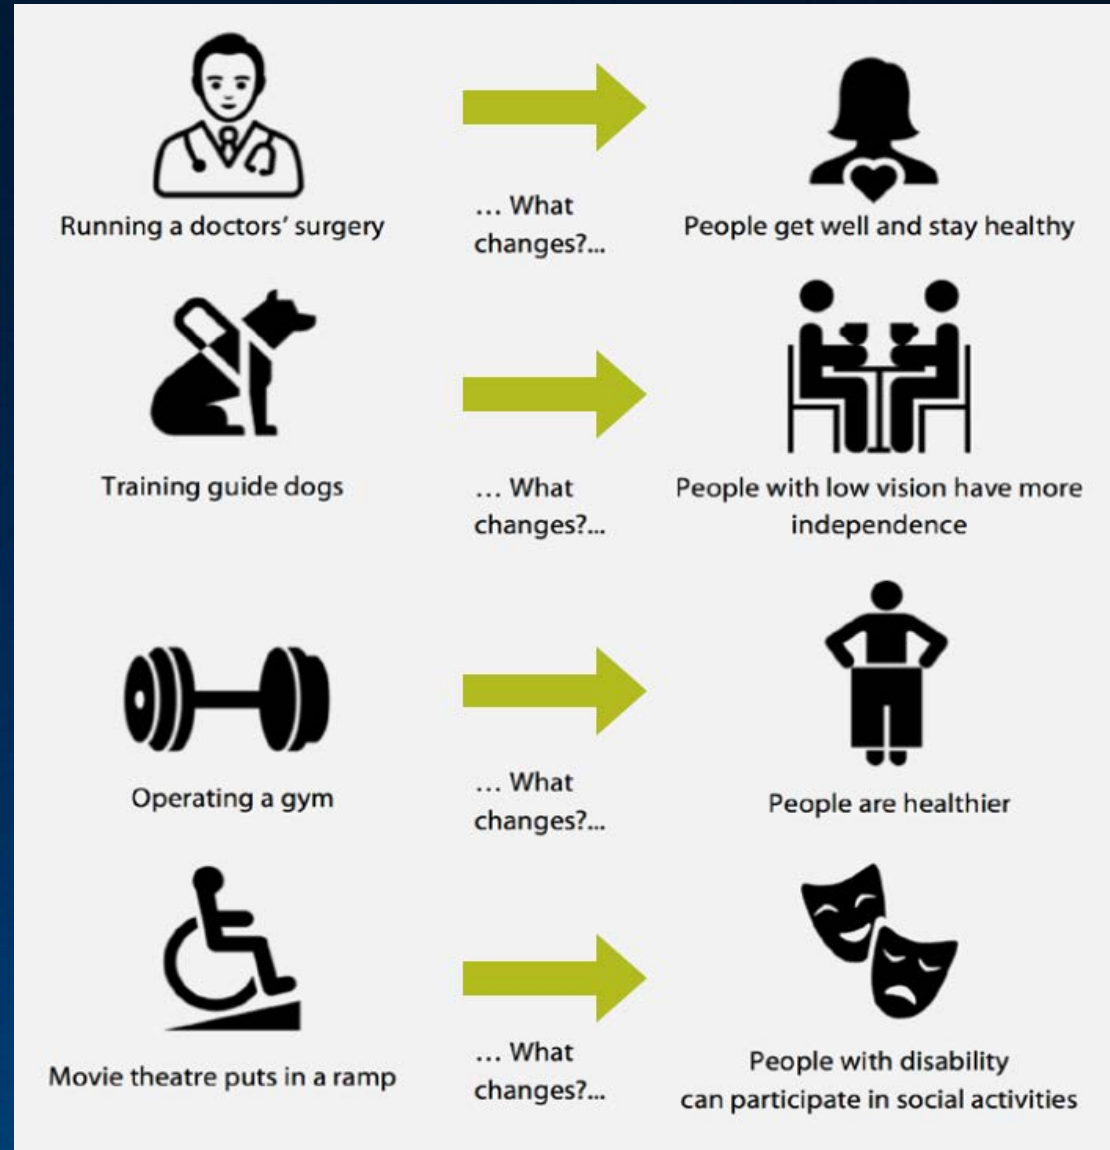 Running a doctors’ surgery
… What
changes?...
People get well and stay healthy
Training guide dogs
… What
changes?...
People with low vision have more
independence
Operating a gym
… What
changes?...
People are healthier
Movie theatre puts in a ramp
… What
changes?...
People with disability
can participate in social activities